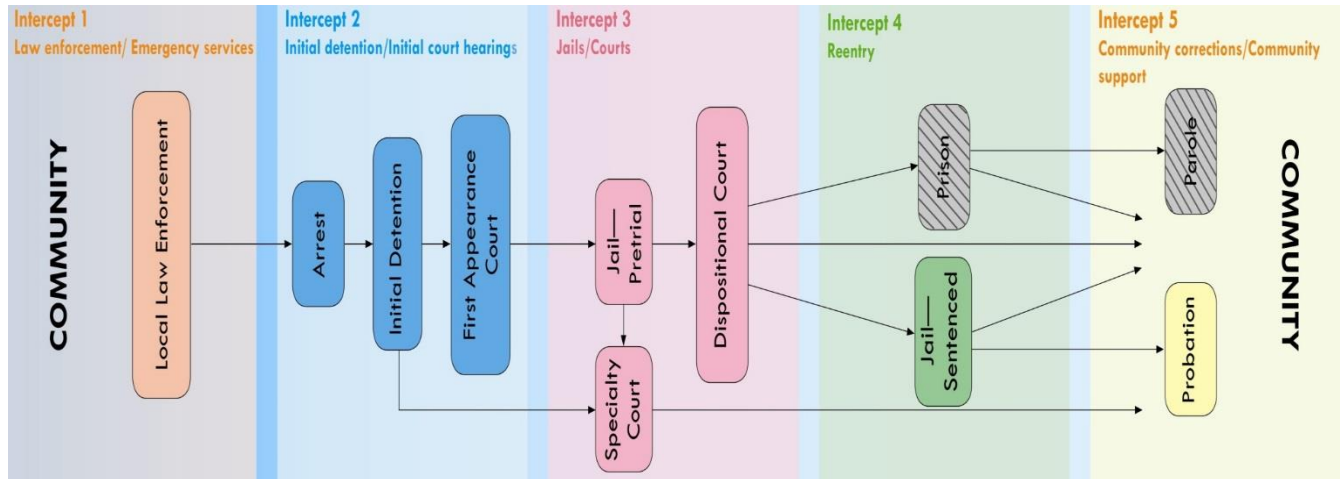 Intercept 1
Law enforcement/ Emergency services
COMMUNITY
Local Law Enforcement
Intercept 2
Initial detention/Initial court hearings
Arrest
Initial Detention
First Appearance
Court
Intercept 3
Jails/Courts
Jail—
Pretrial
Specialty
Court
Dispositional Court
Intercept 4
Reentry
Prison
Jail—
Sentenced
Intercept 5
Community corrections/Community
support
Parole
Probation
COMMUNITY